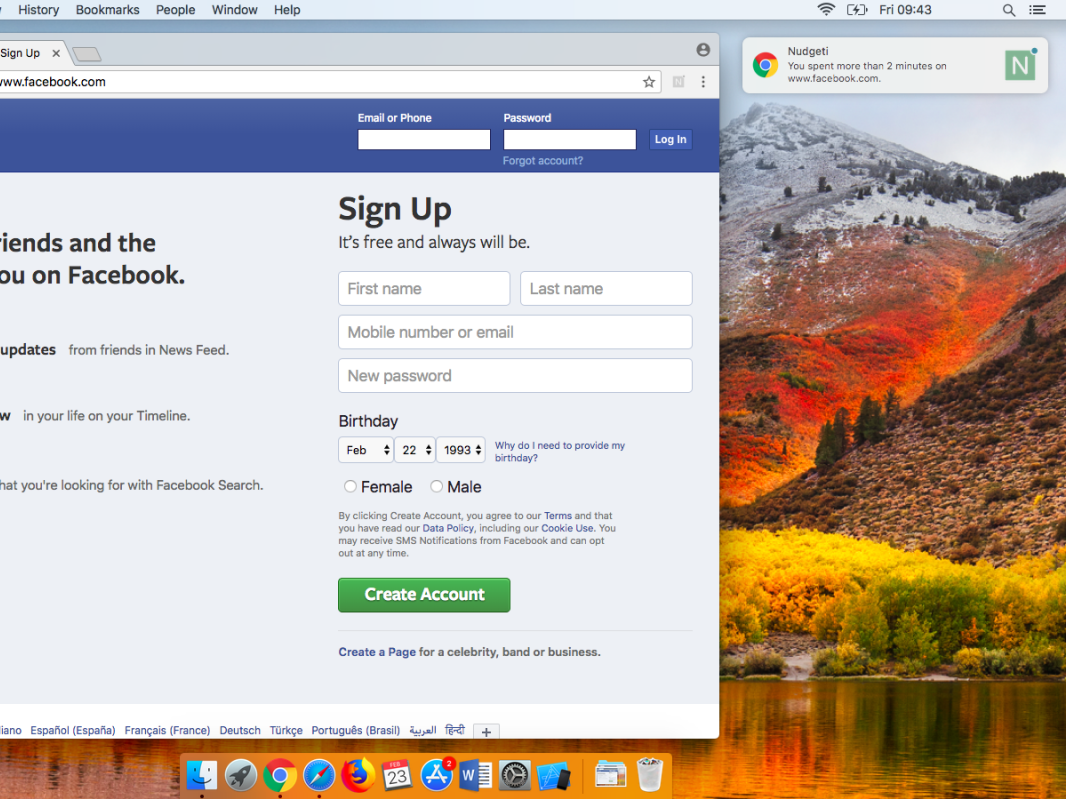 History Bookmarks People Window Help Fri 09:43
Sign Up
www.facebook.com
Nudgeti
You spent more than 2 minutes on
www.facebook.com.
N
Email or Phone Password
Log In
Forgot account?
Sign Up
It's free and always will be.
riends and the
ou on Facebook.
First name Last name
Mobile number or email
updates from friends in News Feed.
New password
w in your life on your Timeline.
Birthday
Feb 22 1993 Why do I need to provide my
birthday?
Female Male
hat you're looking for with Facebook Search.
By clicking Create Account, you agree to our Terms and that
you have read our Data Policy, including our Cookie Use. You
may receive SMS Notifications from Facebook and can opt
out at any time.
Create Account
Create a Page for a celebrity, band or business.
liano Español (España) Français (France) Deutsch Türkçe Português (Brasil) العربية हिन्दी +
FEB
23
2
W